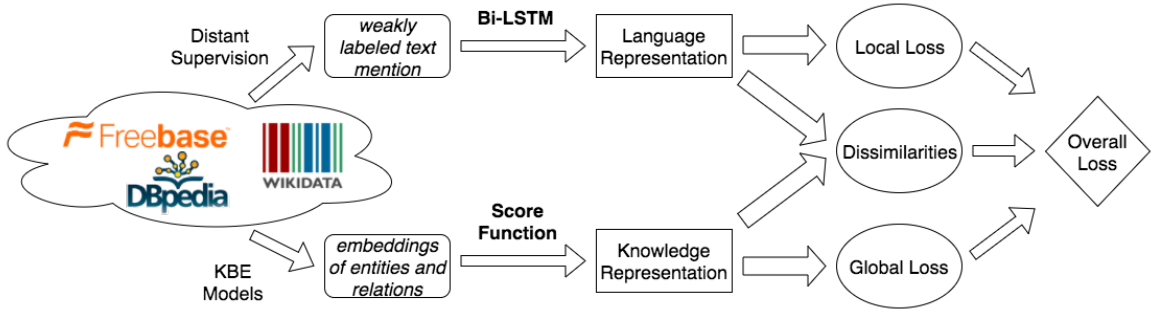 Distant
Supervision
weakly
labeled text
mention
Bi-LSTM
Language
Representation
Local Loss
Freebase™
DBpedia
WIKIDATA
Dissimilarities
Overall
Loss
KBE
Models
embeddings
of entities and
relations
Score
Function
Knowledge
Representation
Global Loss